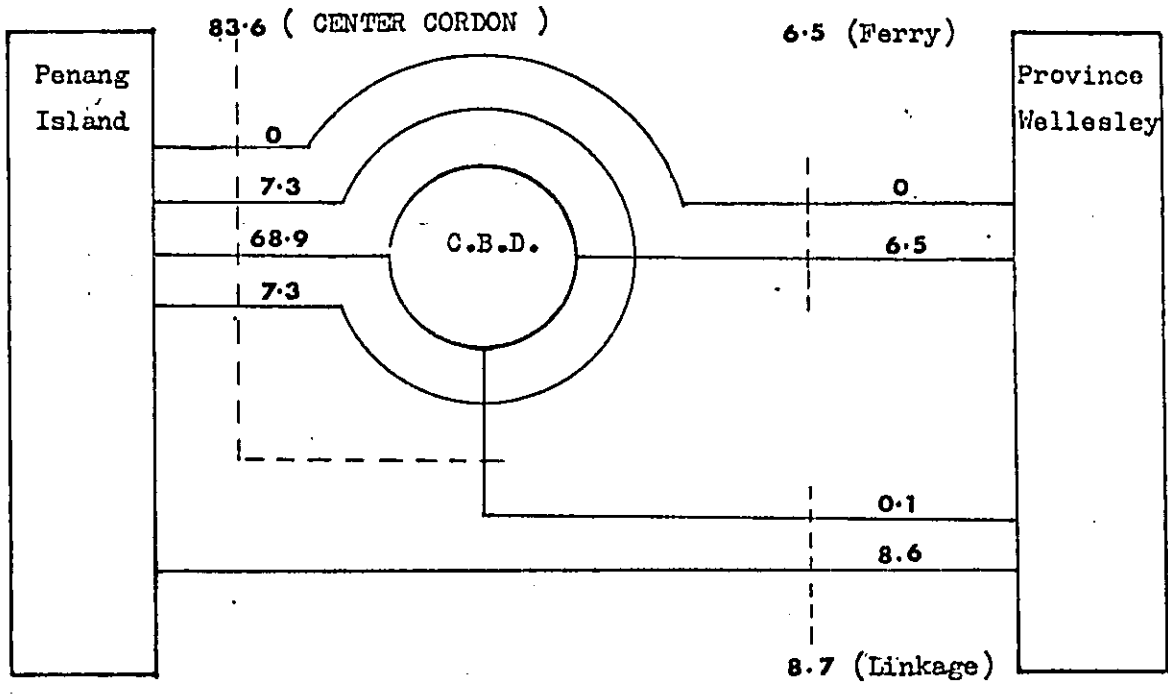 83·6 ( CENTER CORDON )
6·5 (Ferry)
Penang
Island
Province
Wellesley
0
7·3
68·9
7·3
C.B.D.
0
6·5
0·1
8.6
8.7 (Linkage)